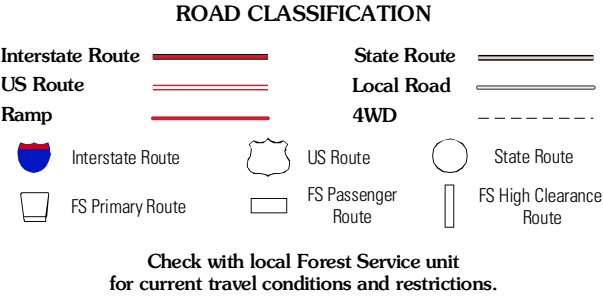 ROAD CLASSIFICATION
Interstate Route
State Route
US Route
Local Road
Ramp
4WD
Interstate Route
US Route
State Route
FS Primary Route
FS Passenger
Route
FS High Clearance
Route
Check with local Forest Service unit
for current travel conditions and restrictions.